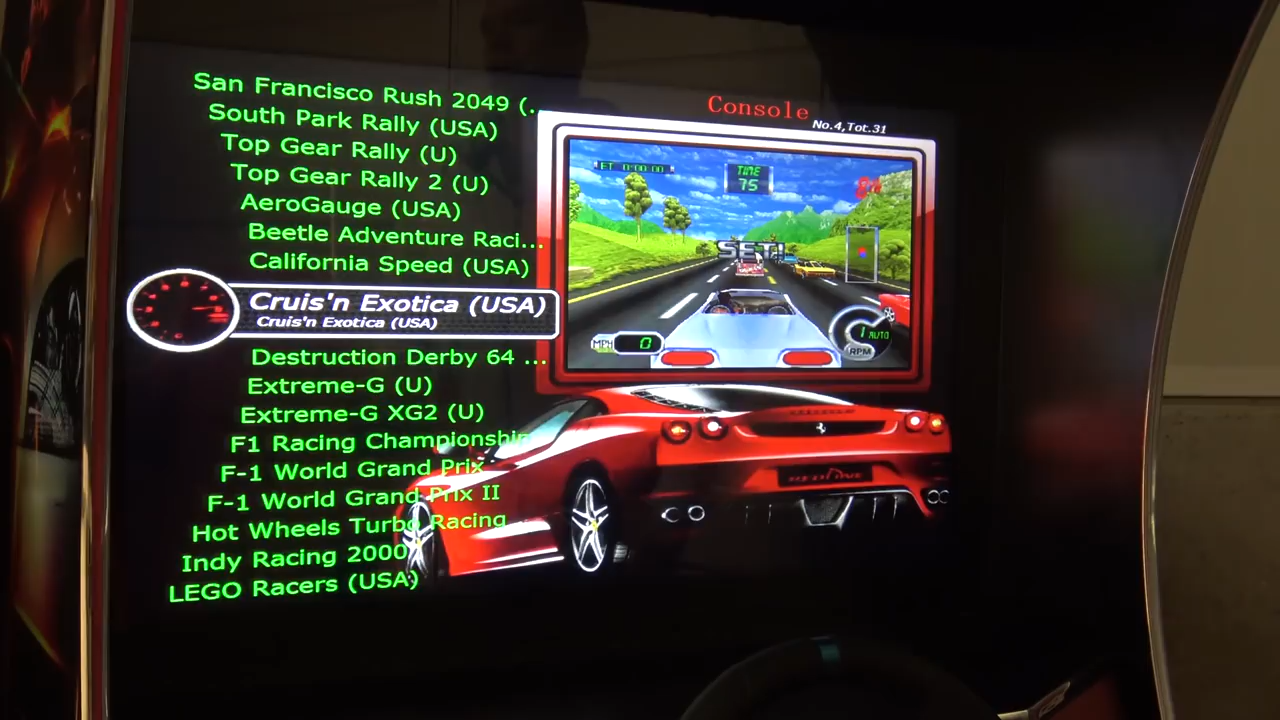 San Francisco Rush 2049 (...
South Park Rally (USA)
Top Gear Rally (U)
Top Gear Rally 2 (U)
AeroGauge (USA)
Beetle Adventure Raci...
California Speed (USA)
Cruis'n Exotica (USA)
Cruis'n Exotica (USA)
Destruction Derby 64 ...
Extreme-G (U)
Extreme-G XG2 (U)
F1 Racing Championship
F-1 World Grand Prix
F-1 World Grand Prix II
Hot Wheels Turbo Racing
Indy Racing 2000
LEGO Racers (USA)
Console
No.4,Tot.31
TIME
75
MPH
0
1 AUTO
RPM